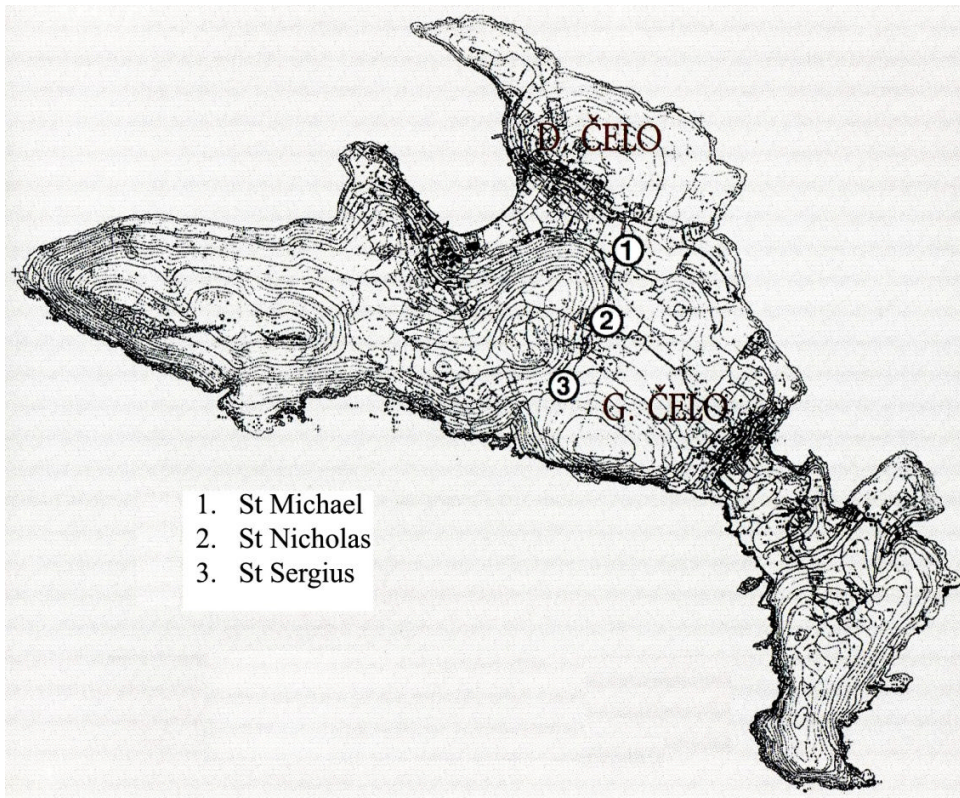 D. ČELO
1
2
3
G. ČELO
1. St Michael
2. St Nicholas
3. St Sergius